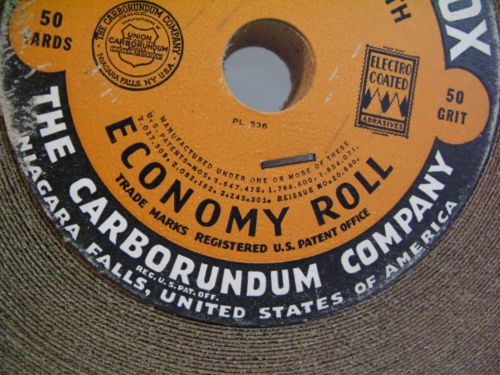 50
YARDS
THE CARBORUNDUM COMPANY
UNION
CARBORUNDUM
NIAGARA FALLS, N.Y. U.S.A.
TH
OX
ELECTRO
COATED
ABRASIVES
50
GRIT
PL 536
MANUFACTURED UNDER ONE OR MORE OF THESE
ECONOMY ROLL
TRADE MARKS REGISTERED U.S. PATENT OFFICE
THE CARBORUNDUM COMPANY
REG. U.S. PAT. OFF.
NIAGARA FALLS, UNITED STATES OF AMERICA